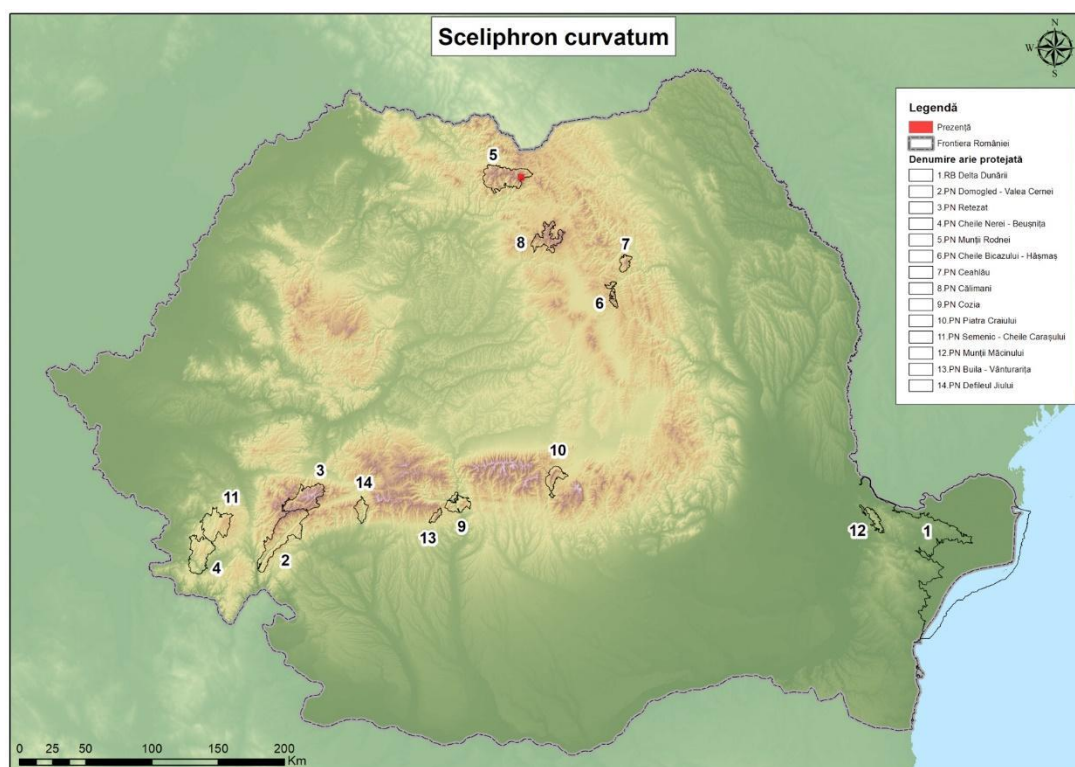 Sceliphron curvatum
N
W E
S
Legendă
Prezență
Frontiera României
Denumire arie protejată
1.RB Delta Dunării
2.PN Domogled - Valea Cernei
3.PN Retezat
4.PN Cheile Nerei - Beușnița
5.PN Munții Rodnei
6.PN Cheile Bicazului - Hășmaș
7.PN Ceahlău
8.PN Călimani
9.PN Cozia
10.PN Piatra Craiului
11.PN Semenic - Cheile Carașului
12.PN Munții Măcinului
13.PN Buila - Vânturarița
14.PN Defileul Jiului
5
8
7
6
10
3
14
11
13
9
12
1
4
2
0 25 50 100 150 200
Km